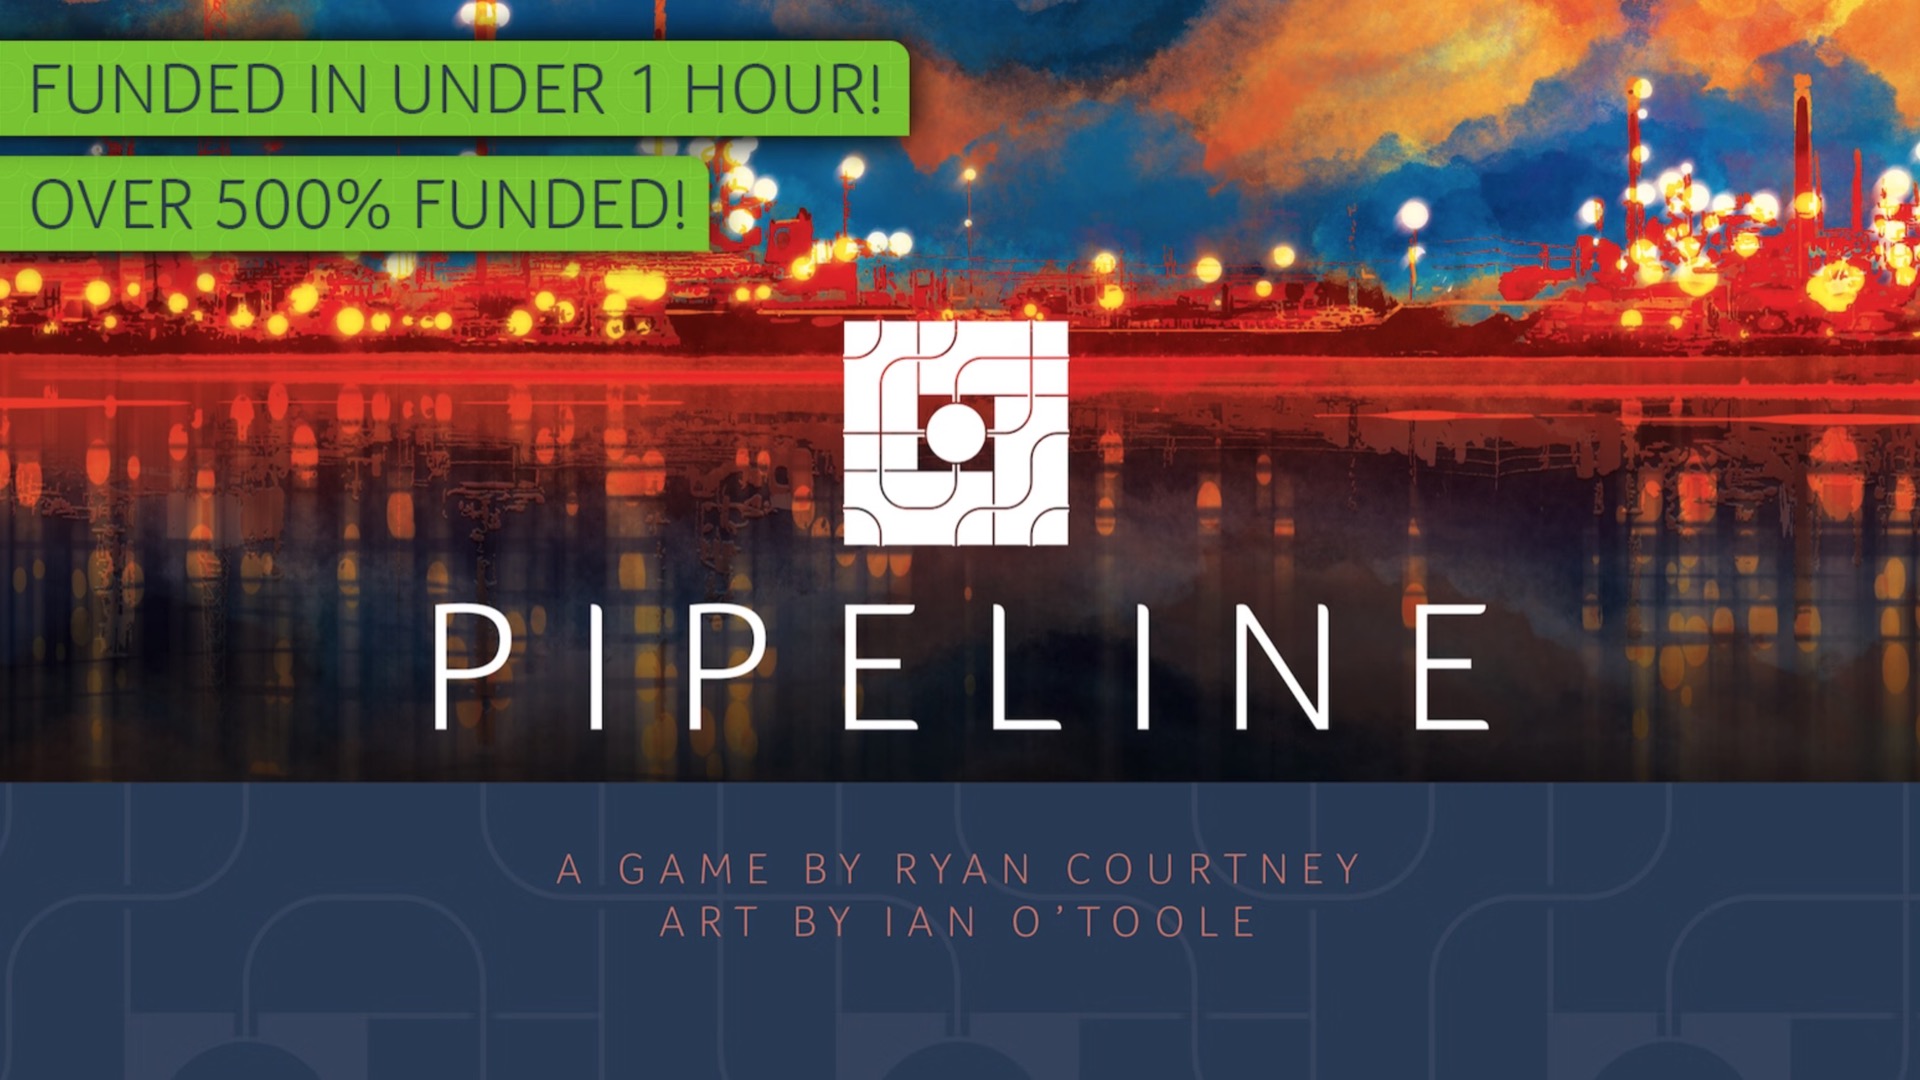 FUNDED IN UNDER 1 HOUR!
OVER 500% FUNDED!
PIPELINE
A GAME BY RYAN COURTNEY
ART BY IAN O’TOOLE